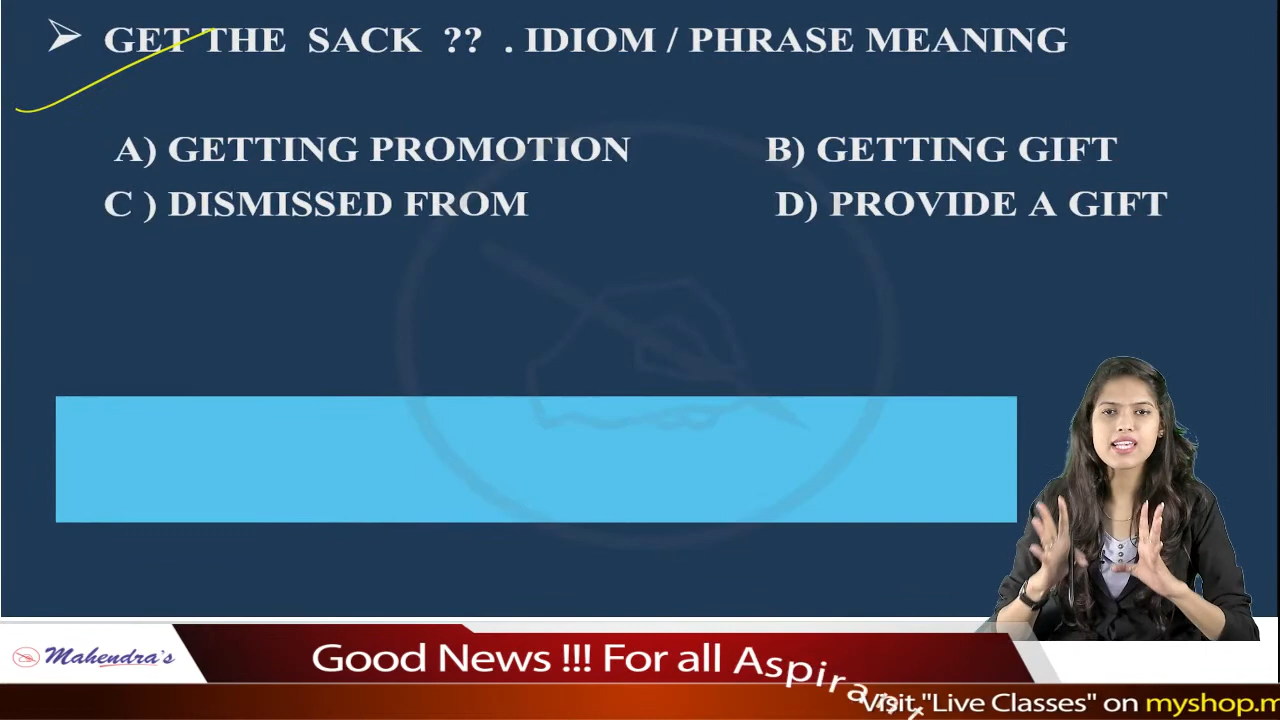 GET THE SACK ?? . IDIOM / PHRASE MEANING
A) GETTING PROMOTION B) GETTING GIFT
C ) DISMISSED FROM D) PROVIDE A GIFT
Mahendra's
Good News !!! For all Aspirant
Visit "Live Classes" on myshop.m